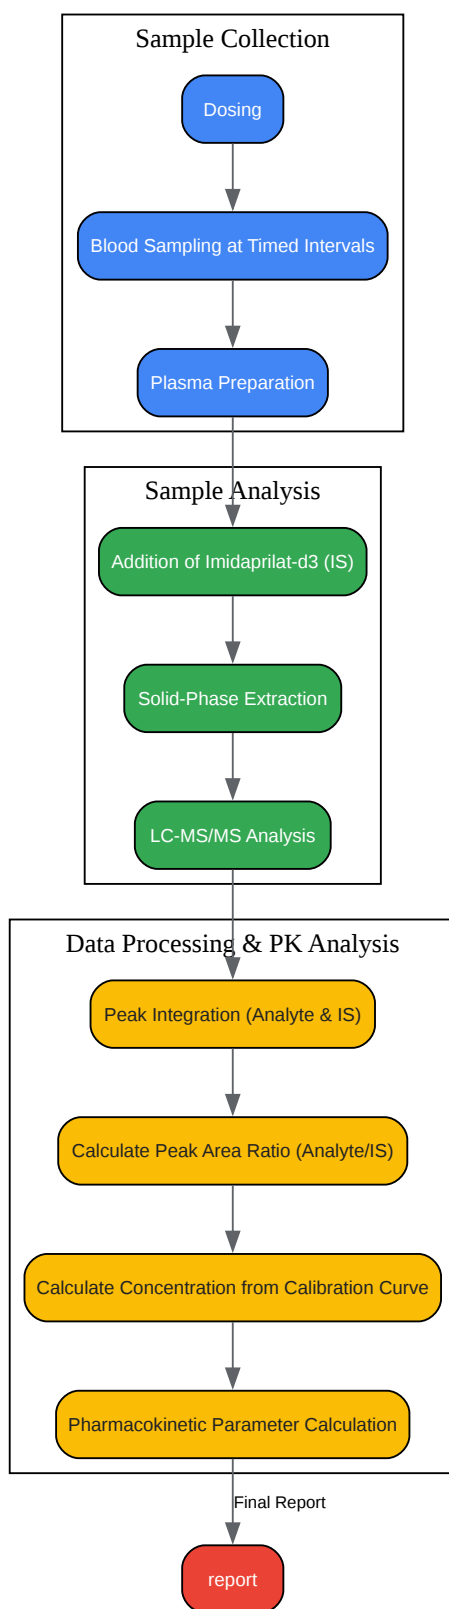 Sample Collection
Dosing
Blood Sampling at Timed Intervals
Plasma Preparation
Sample Analysis
Addition of Imidaprilat-d3 (IS)
Solid-Phase Extraction
LC-MS/MS Analysis
Data Processing & PK Analysis
Peak Integration (Analyte & IS)
Calculate Peak Area Ratio (Analyte/IS)
Calculate Concentration from Calibration Curve
Pharmacokinetic Parameter Calculation
Final Report
report